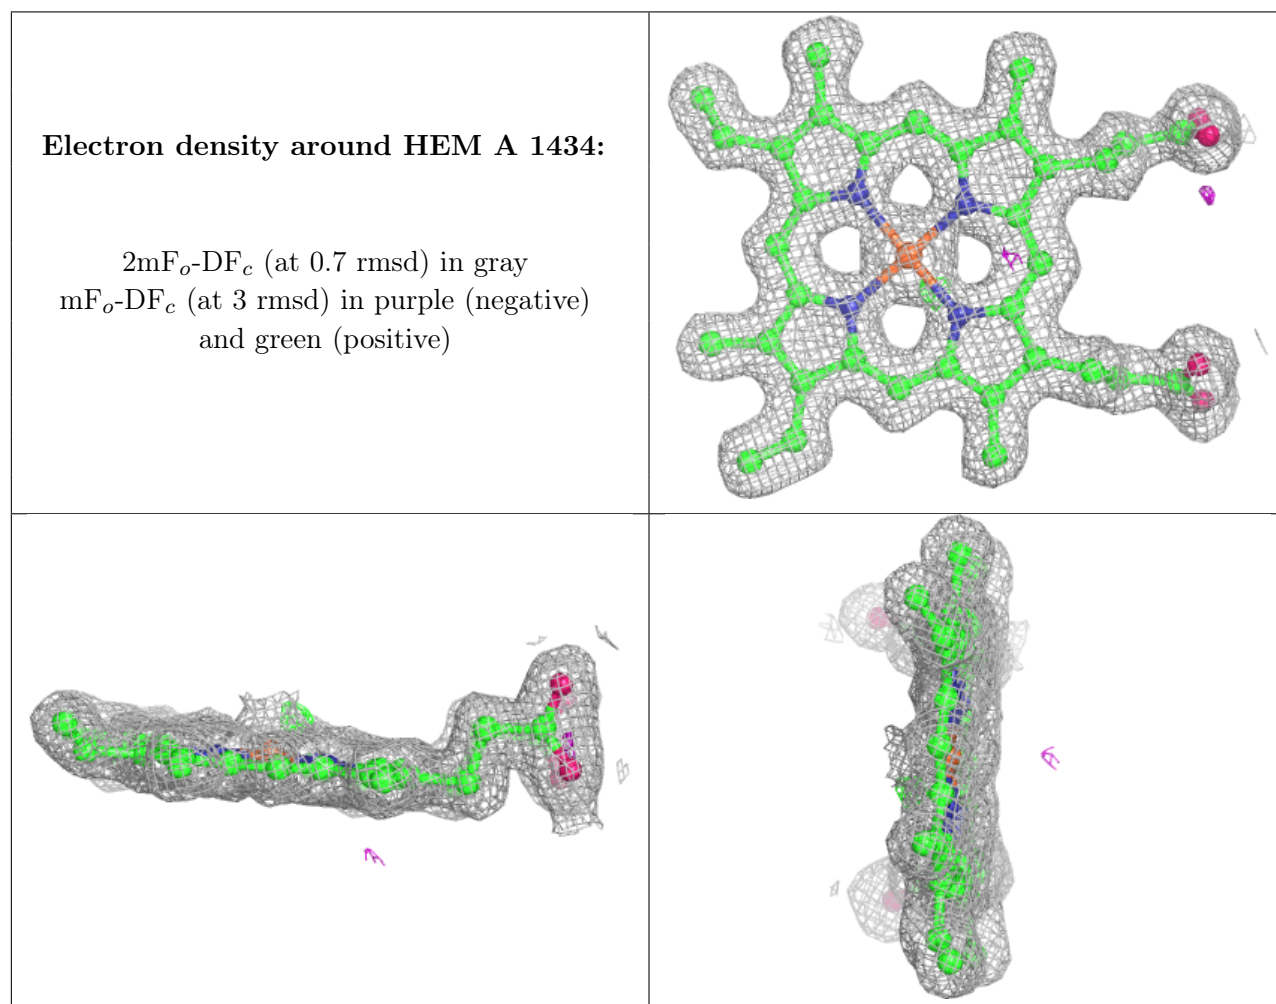 Electron density around HEM A 1434:
2mFₒ-DF𝒸 (at 0.7 rmsd) in gray
mFₒ-DF𝒸 (at 3 rmsd) in purple (negative)
and green (positive)